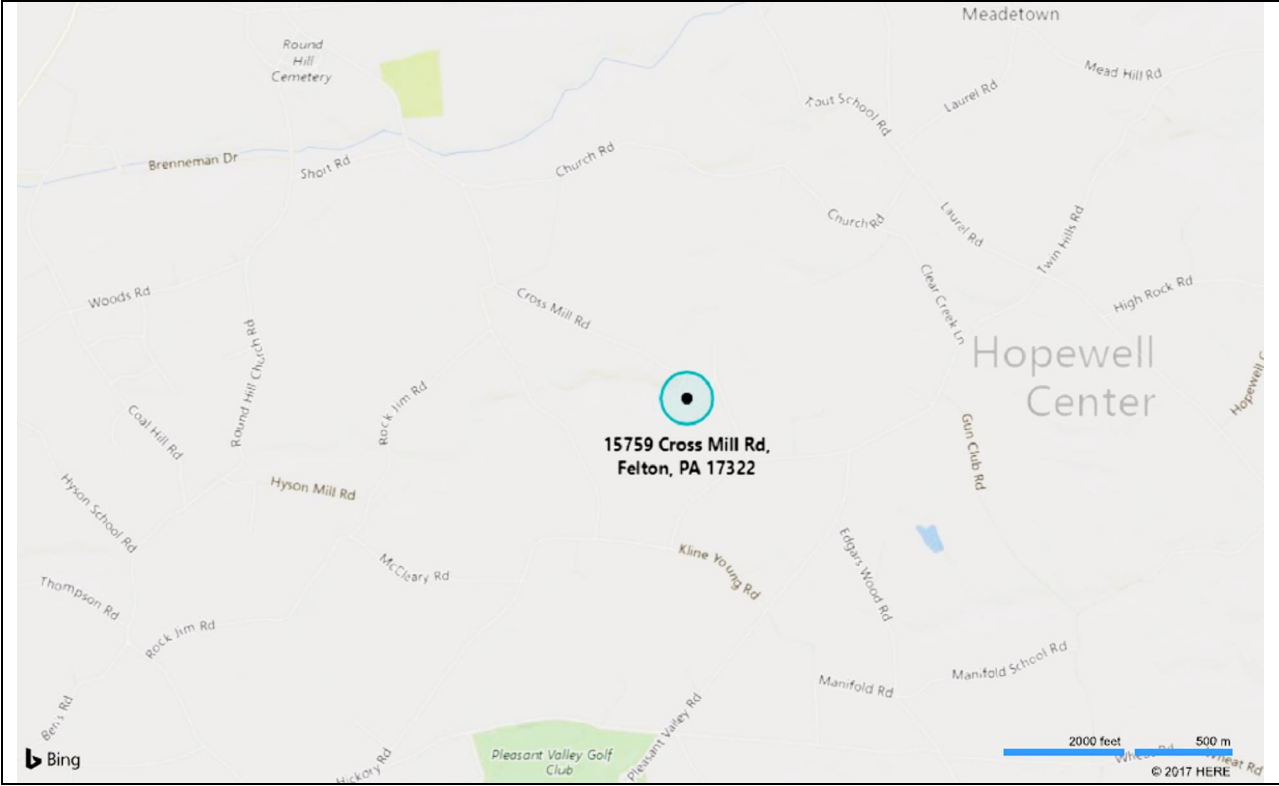 Meadetown
Round
Hill
Cemetery
Mead Hill Rd
Laurel Rd
Kout School Rd
Brenneman Dr
Short Rd
Church Rd
Church Rd
Laurel Rd
Twin Hills Rd
Woods Rd
Cross Mill Rd
Clear Creek Ln
High Rock Rd
Hopewell
Center
Round Hill Church Rd
Rock Jim Rd
Hopewell C
Coal Hill Rd
15759 Cross Mill Rd,
Felton, PA 17322
Gun Club Rd
Hyson Mill Rd
Hyson School Rd
Kline Young Rd
Edgars Wood Rd
McCleary Rd
Thompson Rd
Rock Jim Rd
Manifold School Rd
Manifold Rd
Pleasant Valley Rd
Hickory Rd
Pleasant Valley Golf
Club
Bing
2000 feet
500 m
Wheat Rd
© 2017 HERE